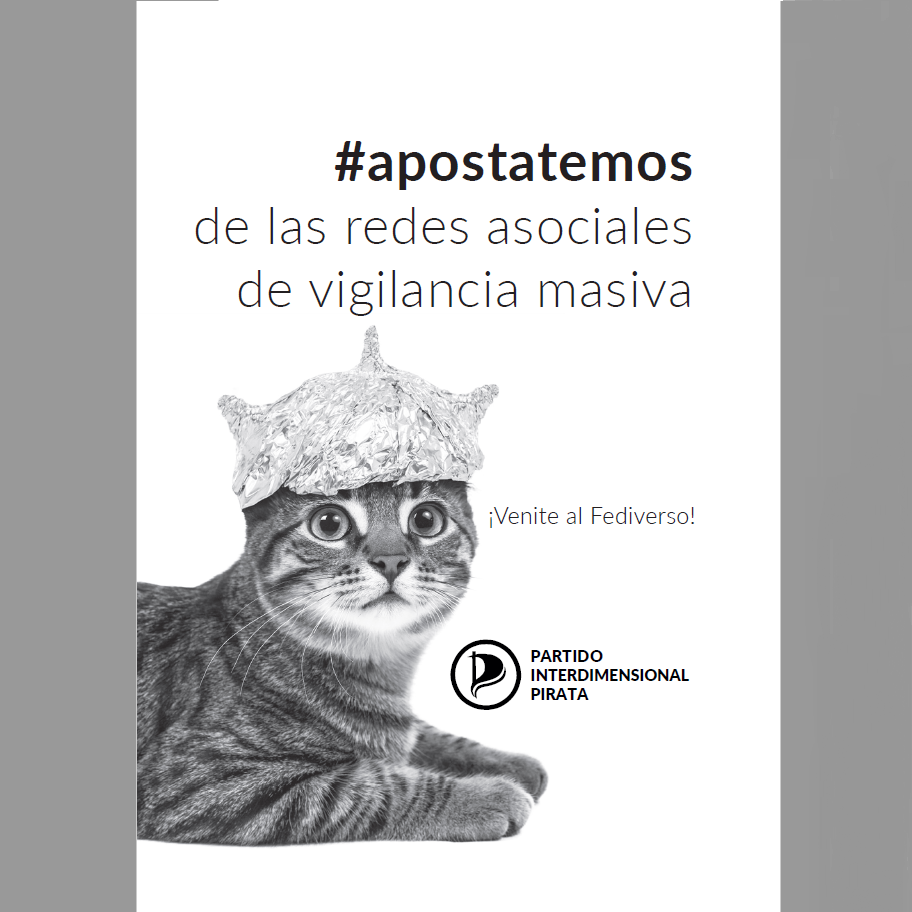 #apostatemos
de las redes asociales
de vigilancia masiva
¡Venite al Fediverso!
PARTIDO
INTERDIMENSIONAL
PIRATA